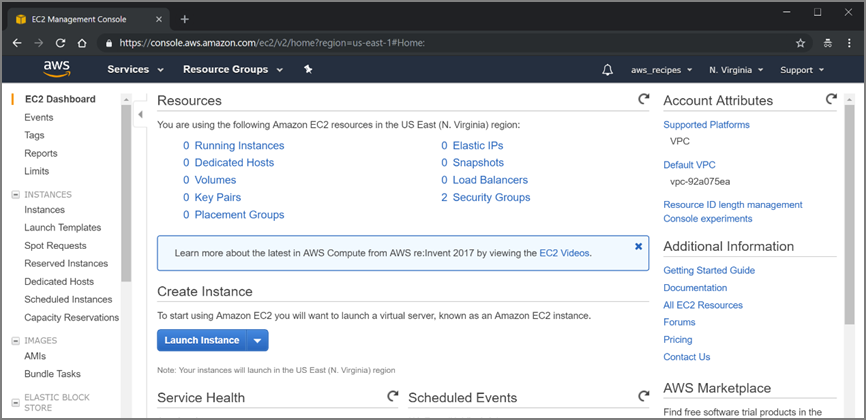 EC2 Management Console
https://console.aws.amazon.com/ec2/v2/home?region=us-east-1#Home:
aws
Services
Resource Groups
aws_recipes
N. Virginia
Support
EC2 Dashboard
Events
Tags
Reports
Limits
INSTANCES
Instances
Launch Templates
Spot Requests
Reserved Instances
Dedicated Hosts
Scheduled Instances
Capacity Reservations
IMAGES
AMIs
Bundle Tasks
ELASTIC BLOCK
STORE
Resources
You are using the following Amazon EC2 resources in the US East (N. Virginia) region:
0 Running Instances
0 Dedicated Hosts
0 Volumes
0 Key Pairs
0 Placement Groups
0 Elastic IPs
0 Snapshots
0 Load Balancers
2 Security Groups
Learn more about the latest in AWS Compute from AWS re:Invent 2017 by viewing the EC2 Videos.
Create Instance
To start using Amazon EC2 you will want to launch a virtual server, known as an Amazon EC2 instance.
Launch Instance
Note: Your instances will launch in the US East (N. Virginia) region
Service Health
Scheduled Events
Account Attributes
Supported Platforms
VPC
Default VPC
vpc-92a075ea
Resource ID length management
Console experiments
Additional Information
Getting Started Guide
Documentation
All EC2 Resources
Forums
Pricing
Contact Us
AWS Marketplace
Find free software trial products in the